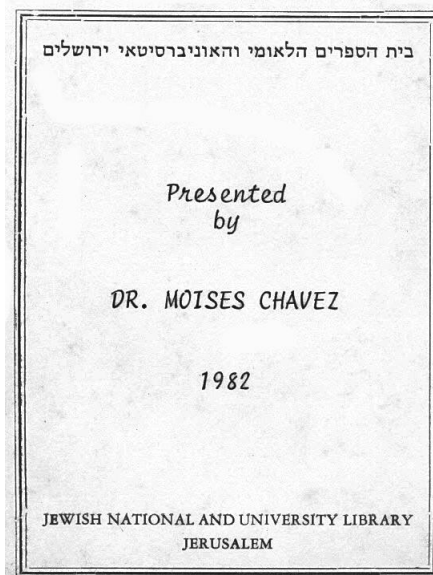 בית הספרים הלאומי והאוניברסיטאי ירושלים
Presented
by
DR. MOISES CHAVEZ
1982
JEWISH NATIONAL AND UNIVERSITY LIBRARY
JERUSALEM